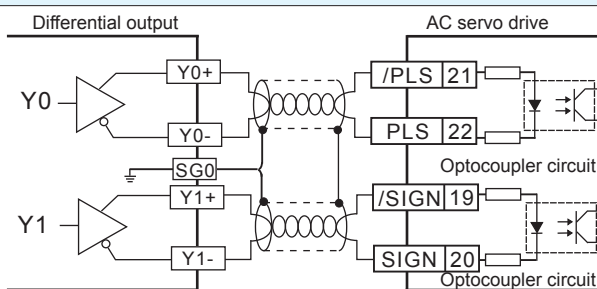 Differential output
AC servo drive
Y0+
/PLS 21
Y0
Y0-
PLS 22
SG0
Optocoupler circuit
Y1+
/SIGN 19
Y1
Y1-
SIGN 20
Optocoupler circuit